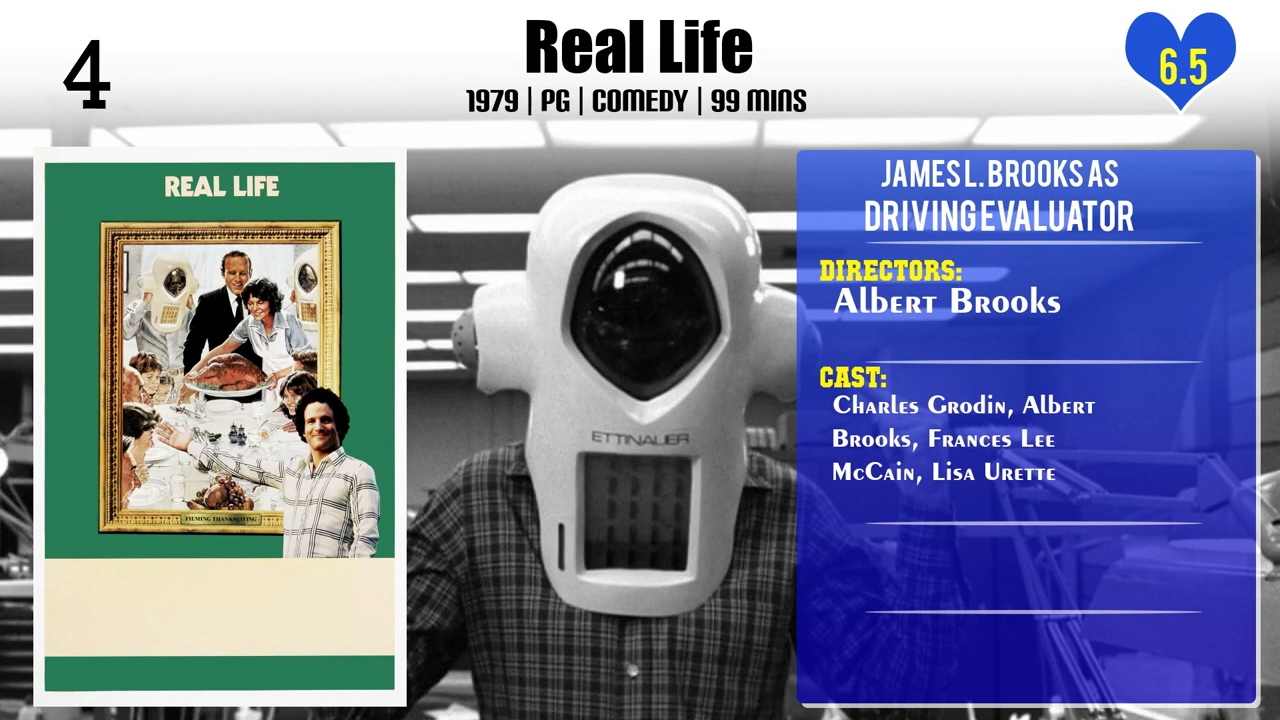 4
Real Life
1979 | PG | COMEDY | 99 MINS
6.5
REAL LIFE
FILMING THANKSGIVING
ETTINAUER
JAMES L. BROOKS AS
DRIVING EVALUATOR
DIRECTORS:
Albert Brooks
CAST:
Charles Grodin, Albert
Brooks, Frances Lee
McCain, Lisa Urette